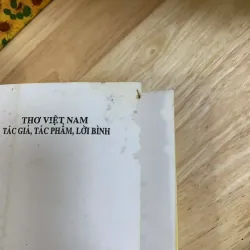 THƠ VIỆT NAM
TÁC GIẢ, TÁC PHẨM, LỜI BÌNH